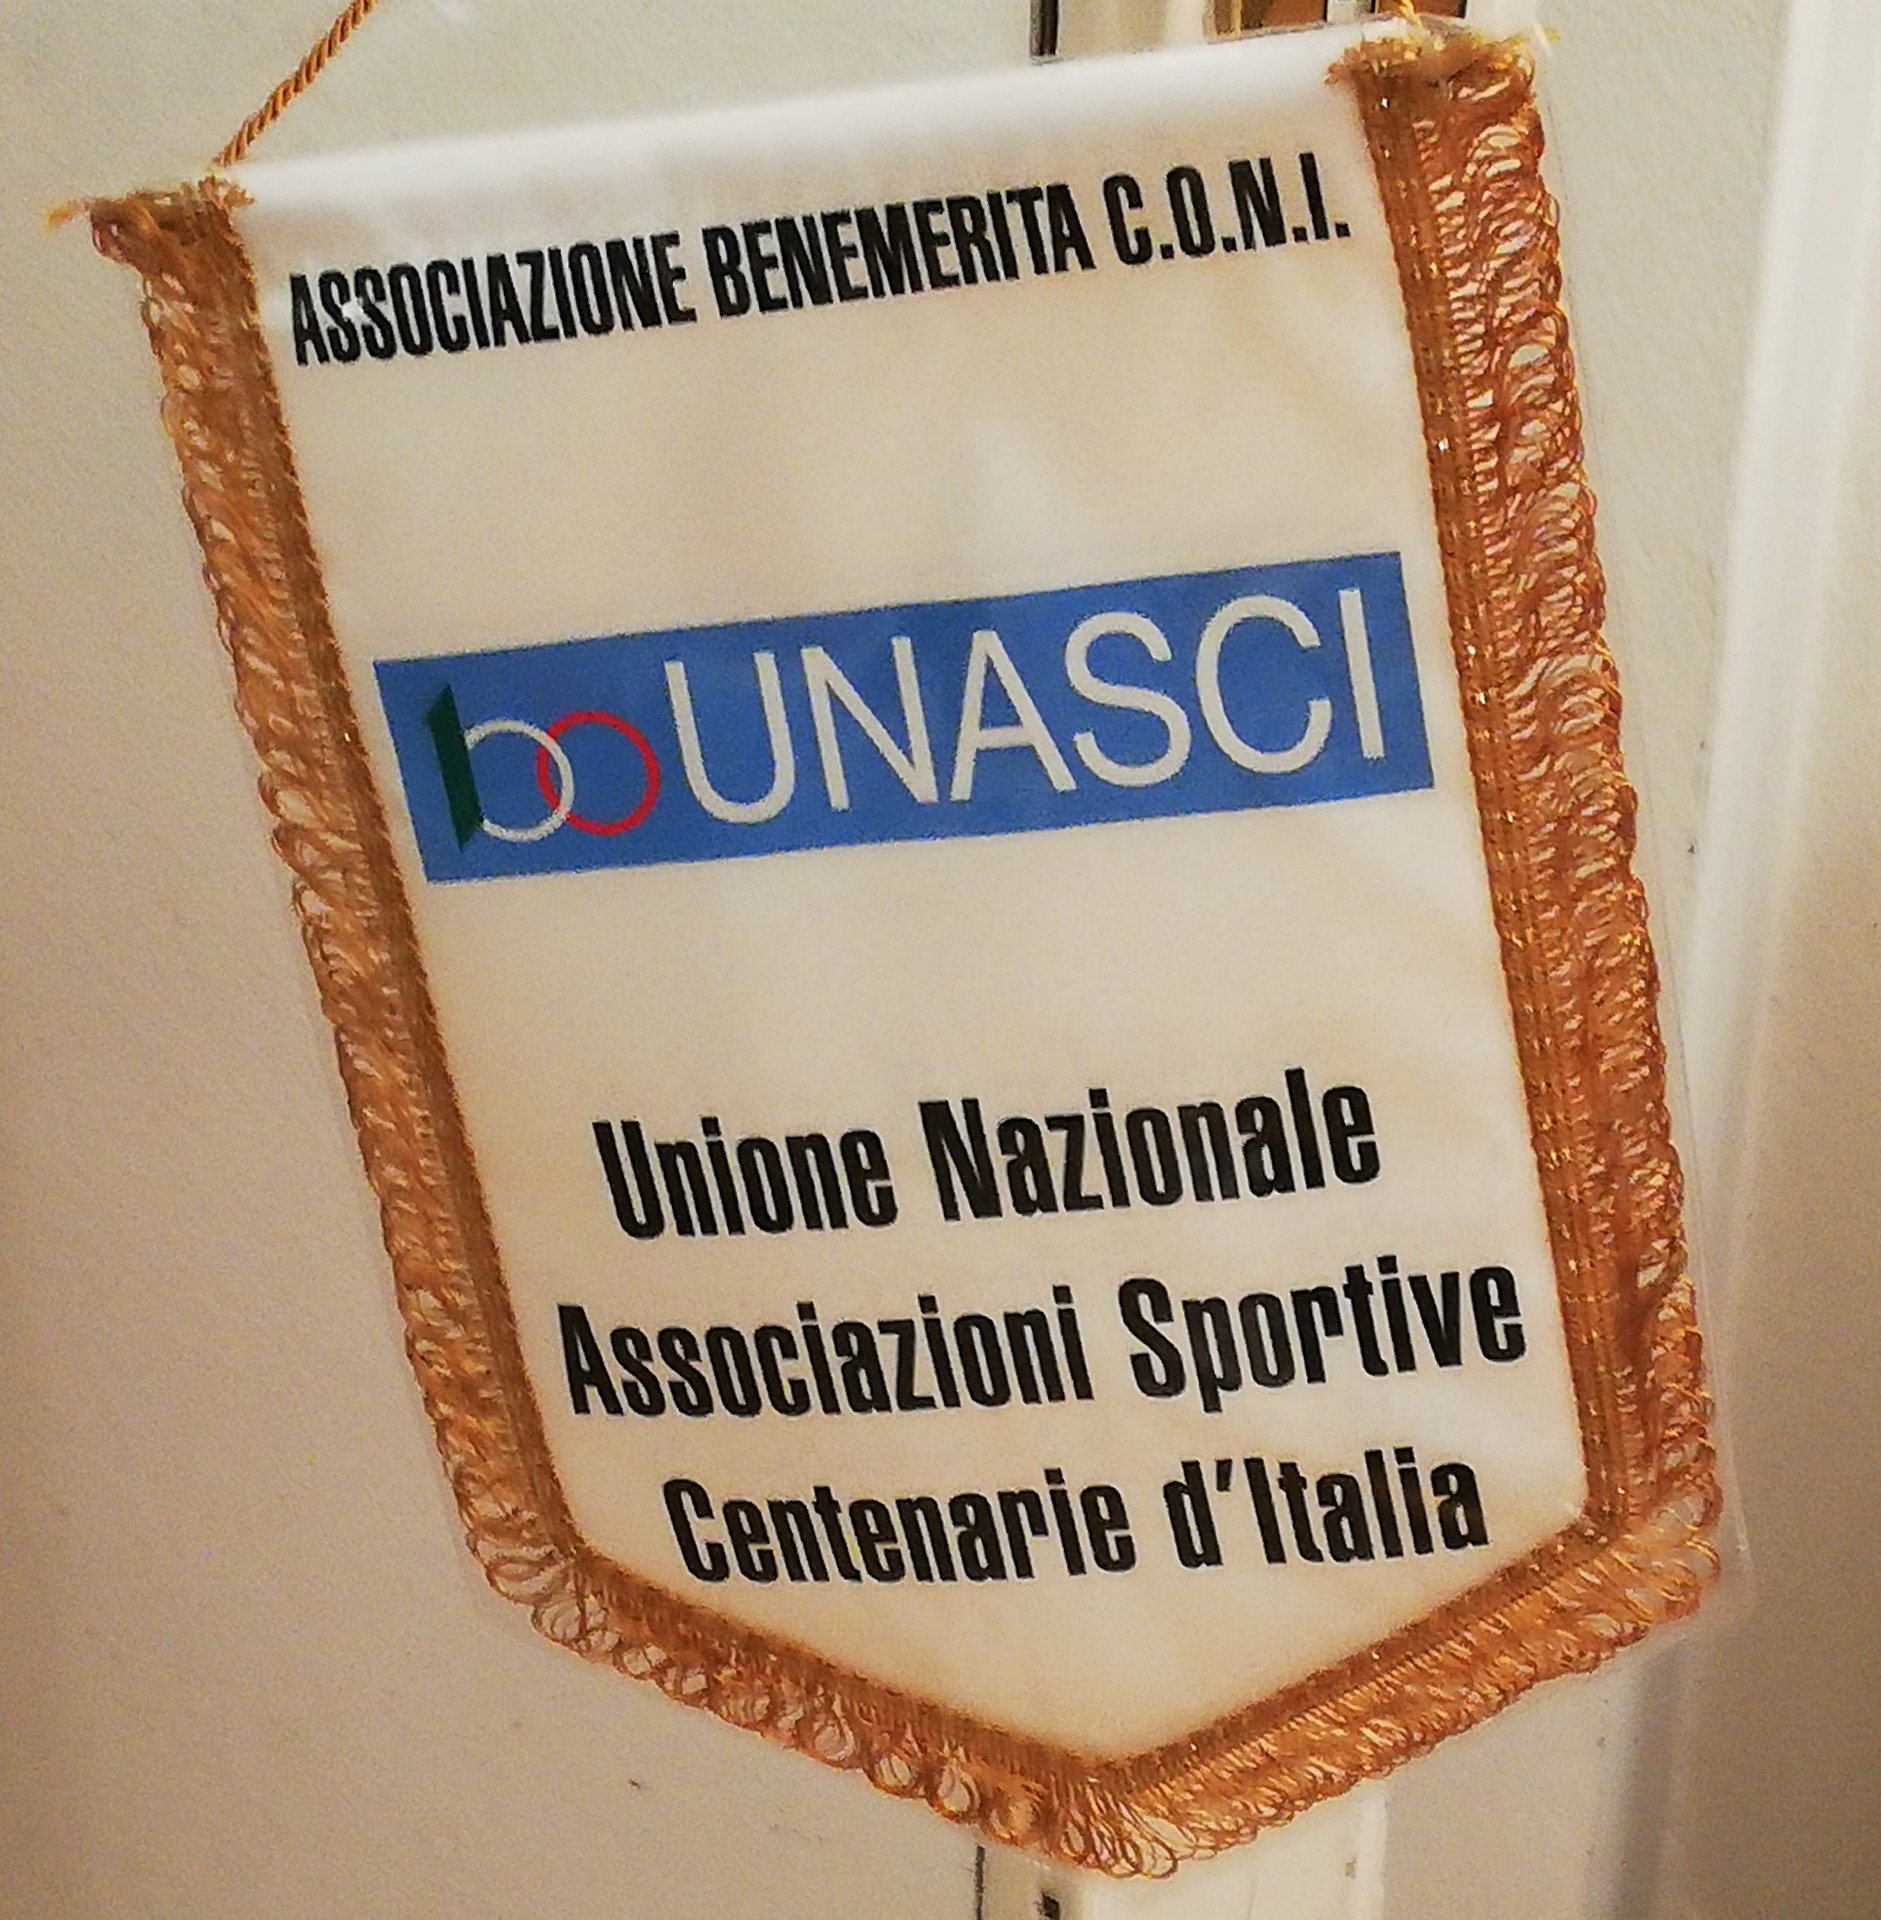 ASSOCIAZIONE BENEMERITA C.O.N.I.
UNASCI
Unione Nazionale
Associazioni Sportive
Centenarie d'Italia